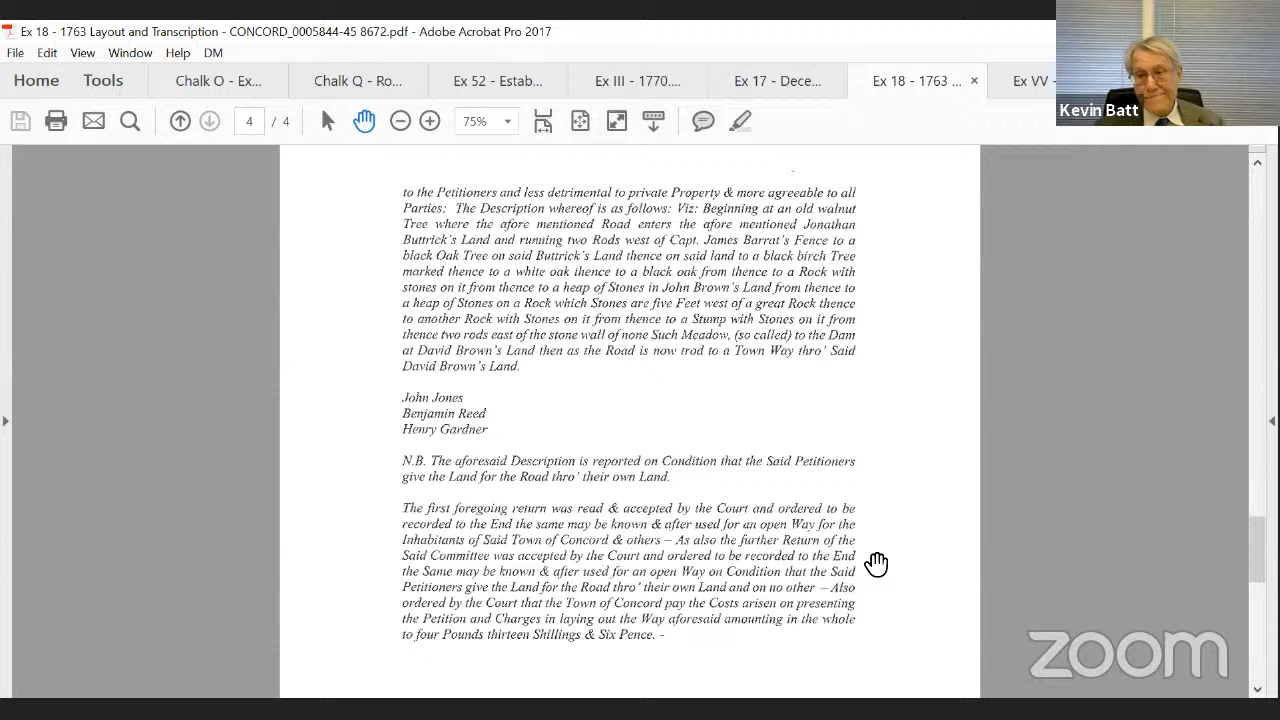 Ex 18 - 1763 Layout and Transcription - CONCORD_0005844-45,8672.pdf - Adobe Acrobat Pro 2017
File Edit View Window Help DM
Home Tools Chalk O - Ex... Chalk Q - Ro... Ex 52 - Estab... Ex III - 1770.... Ex 17 - Dece... Ex 18 - 1763 ... × Ex VV -
4 / 4 75%
Kevin Batt
to the Petitioners and less detrimental to private Property & more agreeable to all
Parties: The Description whereof is as follows: Viz: Beginning at an old walnut
Tree where the afore mentioned Road enters the afore mentioned Jonathan
Buttrick's Land and running two Rods west of Capt. James Barrat's Fence to a
black Oak Tree on said Buttrick's Land thence on said land to a black birch Tree
marked thence to a white oak thence to a black oak from thence to a Rock with
stones on it from thence to a heap of Stones in John Brown's Land from thence to
a heap of Stones on a Rock which Stones are five Feet west of a great Rock thence
to another Rock with Stones on it from thence to a Stump with Stones on it from
thence two rods east of the stone wall of none Such Meadow, (so called) to the Dam
at David Brown's Land then as the Road is now trod to a Town Way thro' Said
David Brown's Land.
John Jones
Benjamin Reed
Henry Gardner
N.B. The aforesaid Description is reported on Condition that the Said Petitioners
give the Land for the Road thro' their own Land.
The first foregoing return was read & accepted by the Court and ordered to be
recorded to the End the same may be known & after used for an open Way for the
Inhabitants of Said Town of Concord & others – As also the further Return of the
Said Committee was accepted by the Court and ordered to be recorded to the End
the Same may be known & after used for an open Way on Condition that the Said
Petitioners give the Land for the Road thro' their own Land and on no other – Also
ordered by the Court that the Town of Concord pay the Costs arisen on presenting
the Petition and Charges in laying out the Way aforesaid amounting in the whole
to four Pounds thirteen Shillings & Six Pence. -
zoom